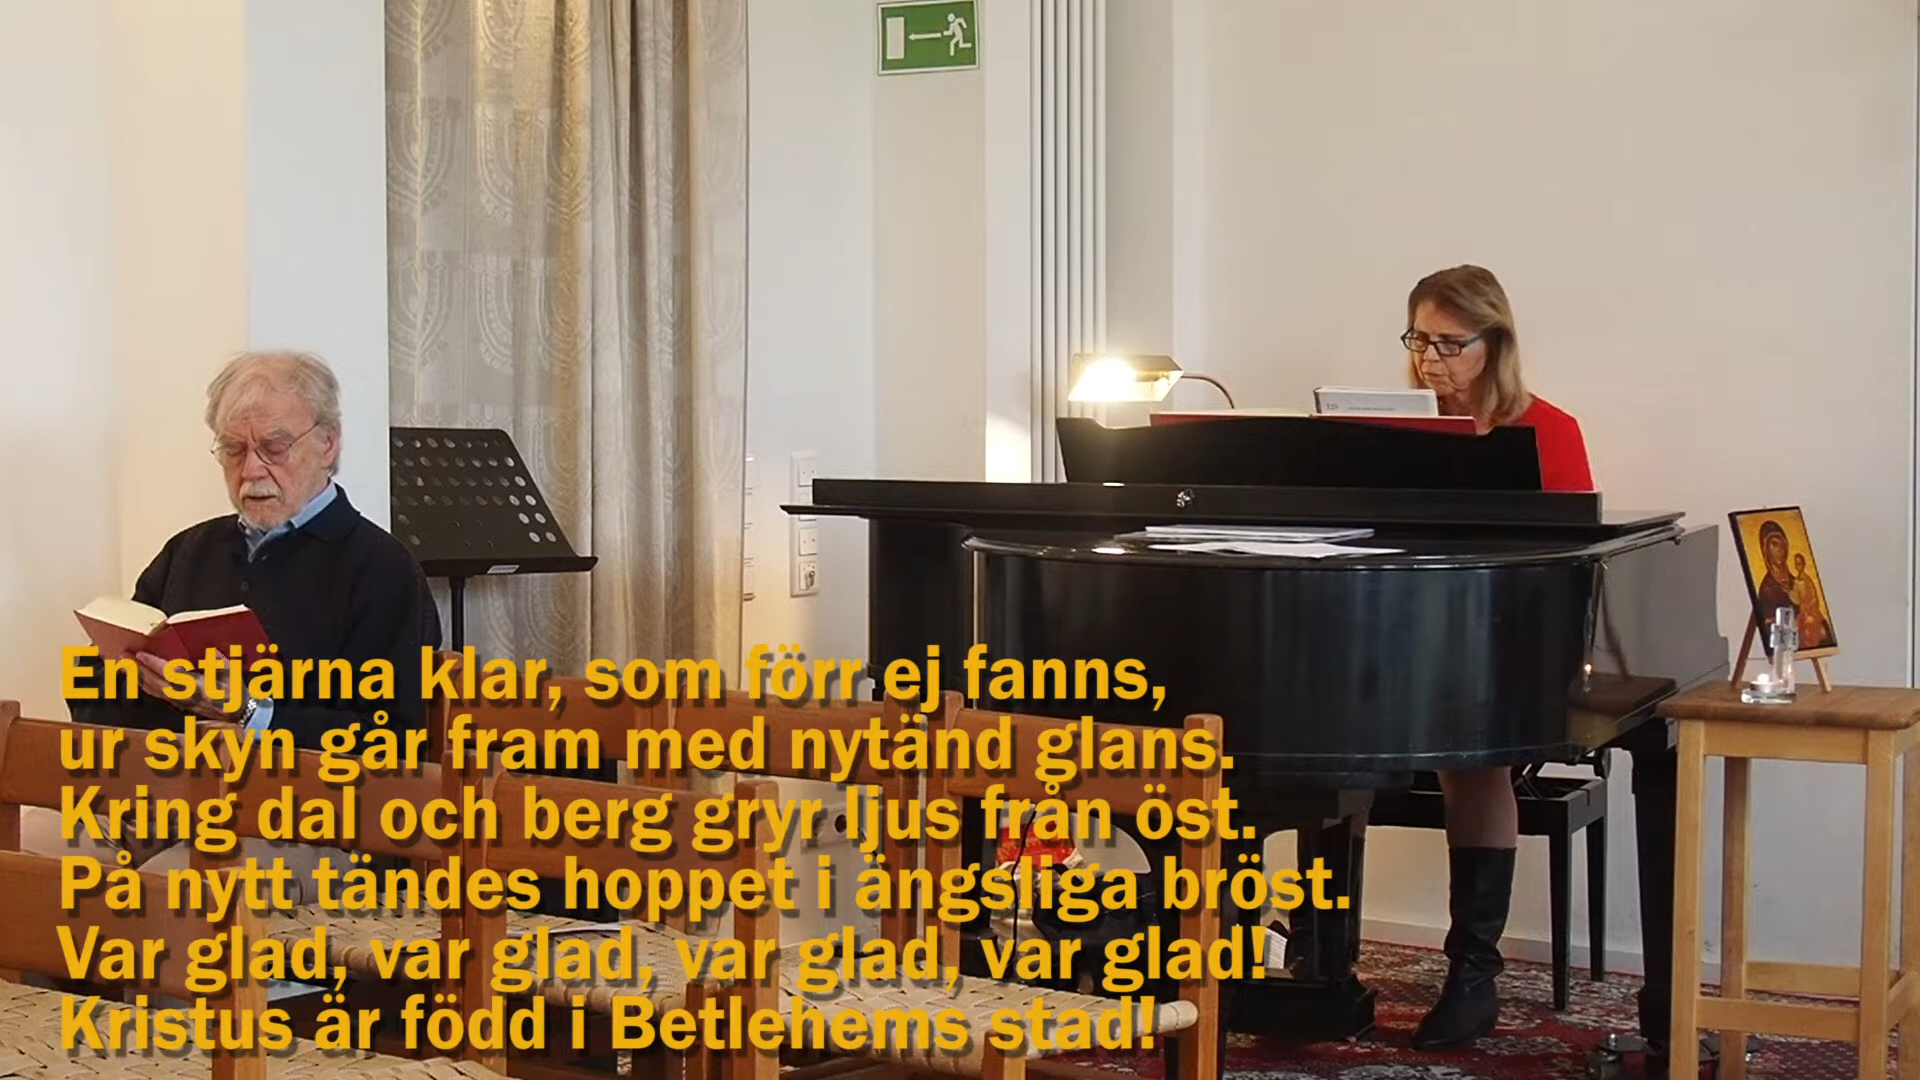 En stjärna klar, som förr ej fanns,
ur skyn går fram med nytänd glans.
Kring dal och berg gryr ljus från öst.
På nytt tändes hoppet i ängsliga bröst.
Var glad, var glad, var glad, var glad!
Kristus är född i Betlehems stad!